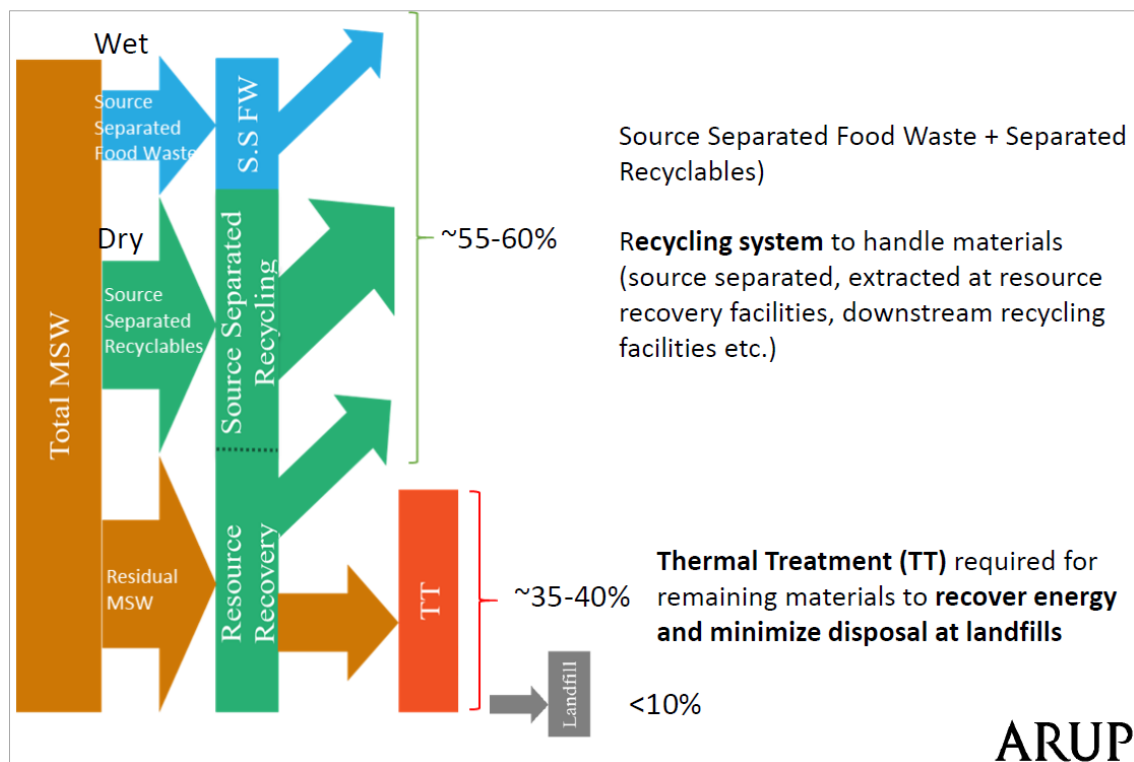 Wet
Source
Separated
Food Waste
S.S FW
Dry
Source
Separated
Recyclables
Source Separated
Recycling
Total MSW
Residual
MSW
Resource
Recovery
TT
Landfill
~55-60%
~35-40%
<10%
Source Separated Food Waste + Separated
Recyclables)
Recycling system to handle materials
(source separated, extracted at resource
recovery facilities, downstream recycling
facilities etc.)
Thermal Treatment (TT) required for
remaining materials to recover energy
and minimize disposal at landfills
ARUP